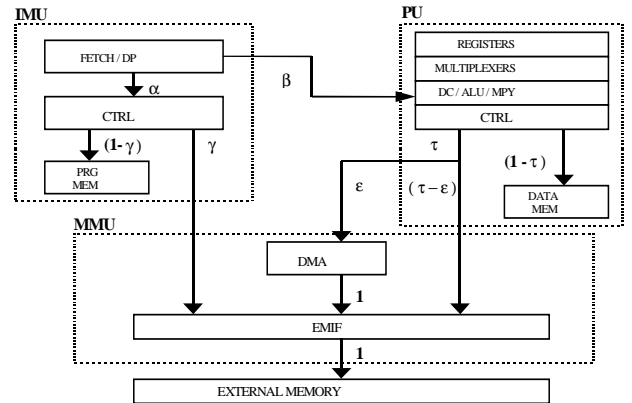 IMU
PU
FETCH / DP
REGISTERS
MULTIPLEXERS
DC / ALU / MPY
CTRL
α
β
CTRL
(1-γ)
γ
PRG
MEM
τ
(1-τ)
ε
(τ-ε)
DATA
MEM
MMU
DMA
1
EMIF
1
EXTERNAL MEMORY